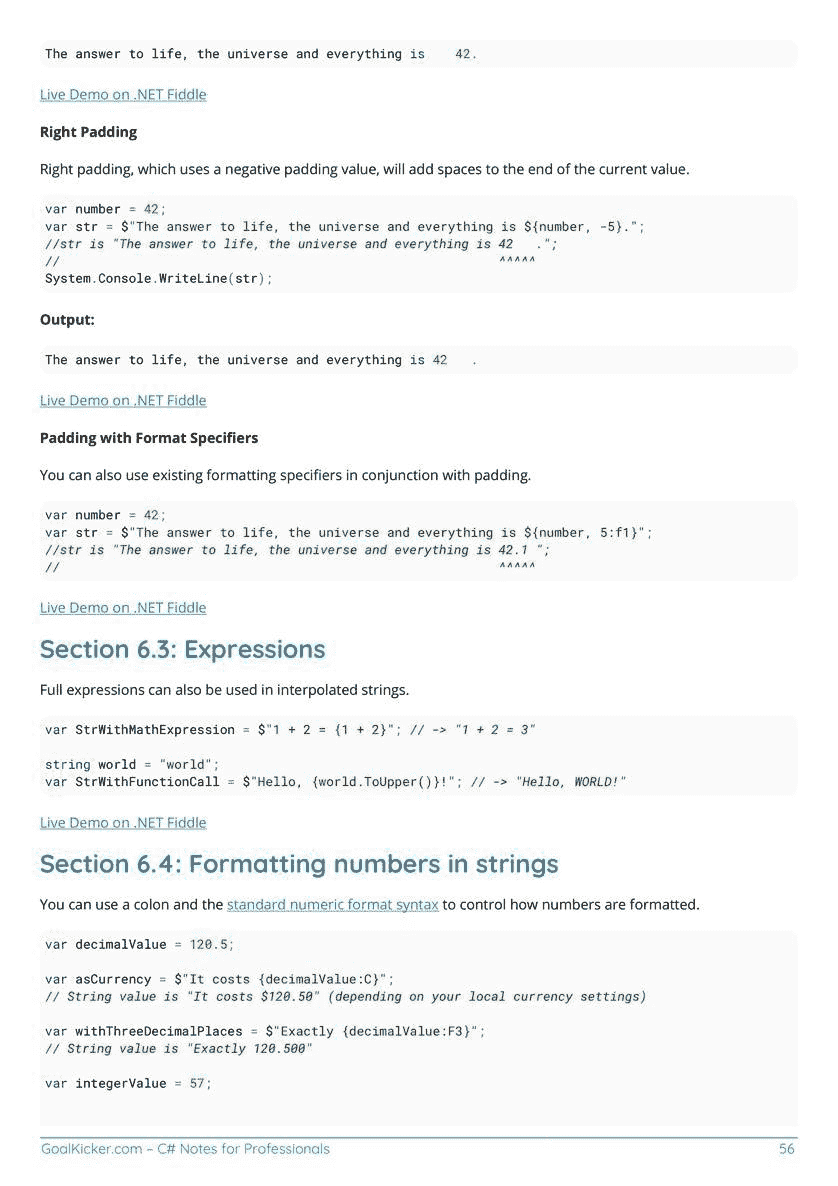 The answer to life, the universe and everything is    42.
Live Demo on .NET Fiddle
Right Padding
Right padding, which uses a negative padding value, will add spaces to the end of the current value.
var number = 42;
var str = $"The answer to life, the universe and everything is ${number, -5}.";
//str is "The answer to life, the universe and everything is 42   .";
//                                                           ^^^^^
System.Console.WriteLine(str);
Output:
The answer to life, the universe and everything is 42   .
Live Demo on .NET Fiddle
Padding with Format Specifiers
You can also use existing formatting specifiers in conjunction with padding.
var number = 42;
var str = $"The answer to life, the universe and everything is ${number, 5:f1}";
//str is "The answer to life, the universe and everything is 42.1 ";
//                                                           ^^^^^
Live Demo on .NET Fiddle
Section 6.3: Expressions
Full expressions can also be used in interpolated strings.
var StrWithMathExpression = $"1 + 2 = {1 + 2}"; // -> "1 + 2 = 3"
string world = "world";
var StrWithFunctionCall = $"Hello, {world.ToUpper()}!"; // -> "Hello, WORLD!"
Live Demo on .NET Fiddle
Section 6.4: Formatting numbers in strings
You can use a colon and the standard numeric format syntax to control how numbers are formatted.
var decimalValue = 120.5;
var asCurrency = $"It costs {decimalValue:C}";
// String value is "It costs $120.50" (depending on your local currency settings)
var withThreeDecimalPlaces = $"Exactly {decimalValue:F3}";
// String value is "Exactly 120.500"
var integerValue = 57;
GoalKicker.com – C# Notes for Professionals 56